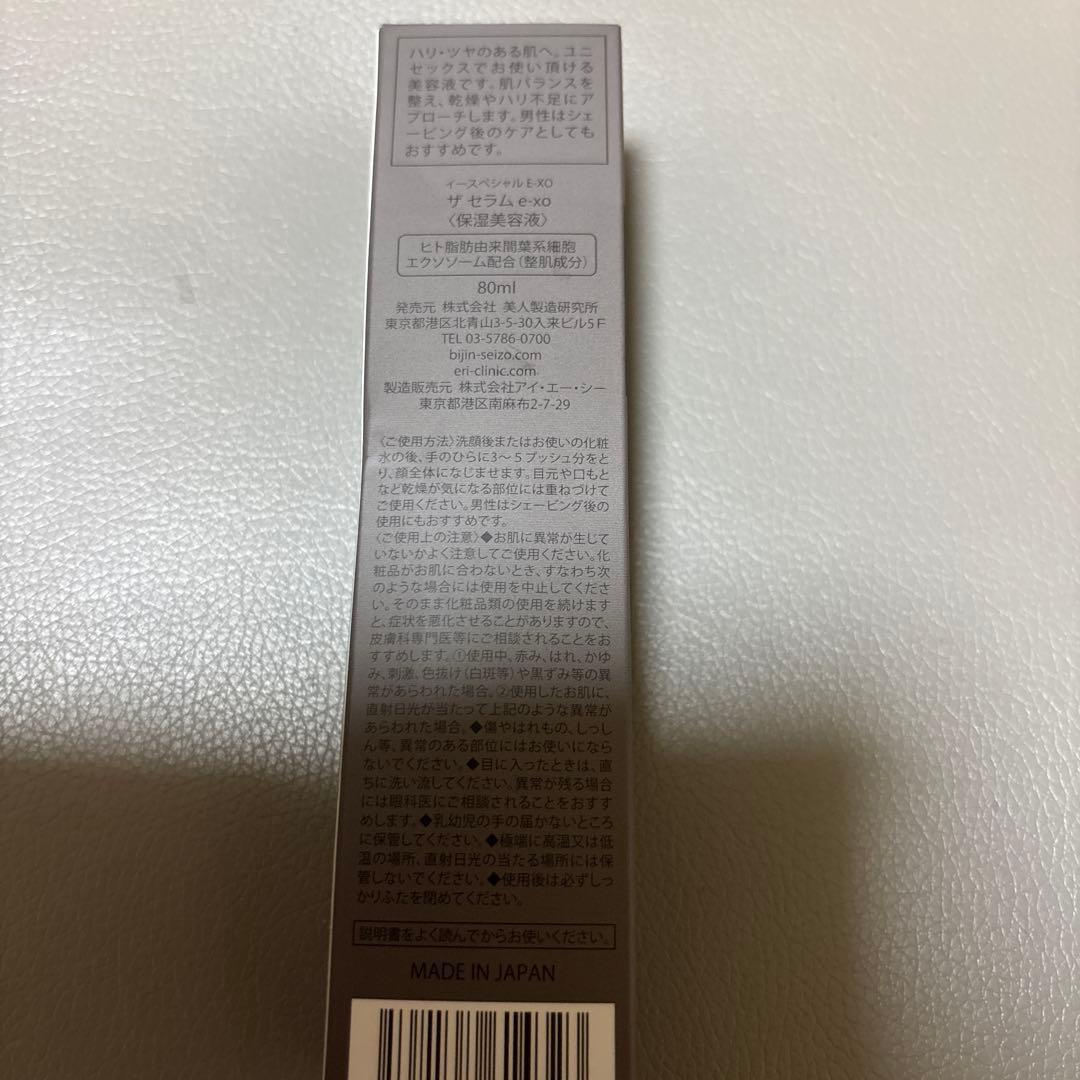 ハリ・ツヤのある肌へ。ユニ
セックスでお使い頂ける
美容液です。肌バランスを
整え、乾燥やハリ不足にア
プローチします。男性はシェ
ービング後のケアとしても
おすすめです。
ィースペシャル E-XO
ザ セラム e-xo
〈保湿美容液〉
ヒト脂肪由来間葉系細胞
エクソソーム配合（整肌成分）
80ml
発売元 株式会社 美人製造研究所
東京都港区北青山3-5-30入来ビル5F
TEL 03-5786-0700
bijin-seizo.com
eri-clinic.com
製造販売元 株式会社アイ・エー・シー
東京都港区南麻布2-7-29
〈ご使用方法〉洗顔後またはお使いの化粧
水の後、手のひらに3〜5プッシュ分をと
り、顔全体になじませます。目元や口もと
など乾燥が気になる部位には重ねづけて
ご使用ください。男性はシェービング後の
使用にもおすすめです。
〈ご使用上の注意〉◆お肌に異常が生じて
いないかよく注意してご使用ください。化
粧品がお肌に合わないとき、すなわち次
のような場合には使用を中止してくださ
い。そのまま化粧品類の使用を続けます
と、症状を悪化させることがありますので、
皮膚科専門医等にご相談されることをお
すすめします。①使用中、赤み、はれ、かゆ
み、刺激、色抜け（白斑等）や黒ずみ等の異
常があらわれた場合。②使用したお肌に、
直射日光が当たって上記のような異常が
あらわれた場合。◆傷やはれもの、しっし
ん等、異常のある部位にはお使いになら
ないでください。◆目に入ったときは、直
ちに洗い流してください。異常が残る場合
には眼科医にご相談されることをおすす
めします。◆乳幼児の手の届かないところ
に保管してください。◆極端に高温又は低
温の場所、直射日光の当たる場所には保
管しないでください。◆使用後は必ずしっ
かりふたを閉めてください。
説明書をよく読んでからお使いください。
MADE IN JAPAN